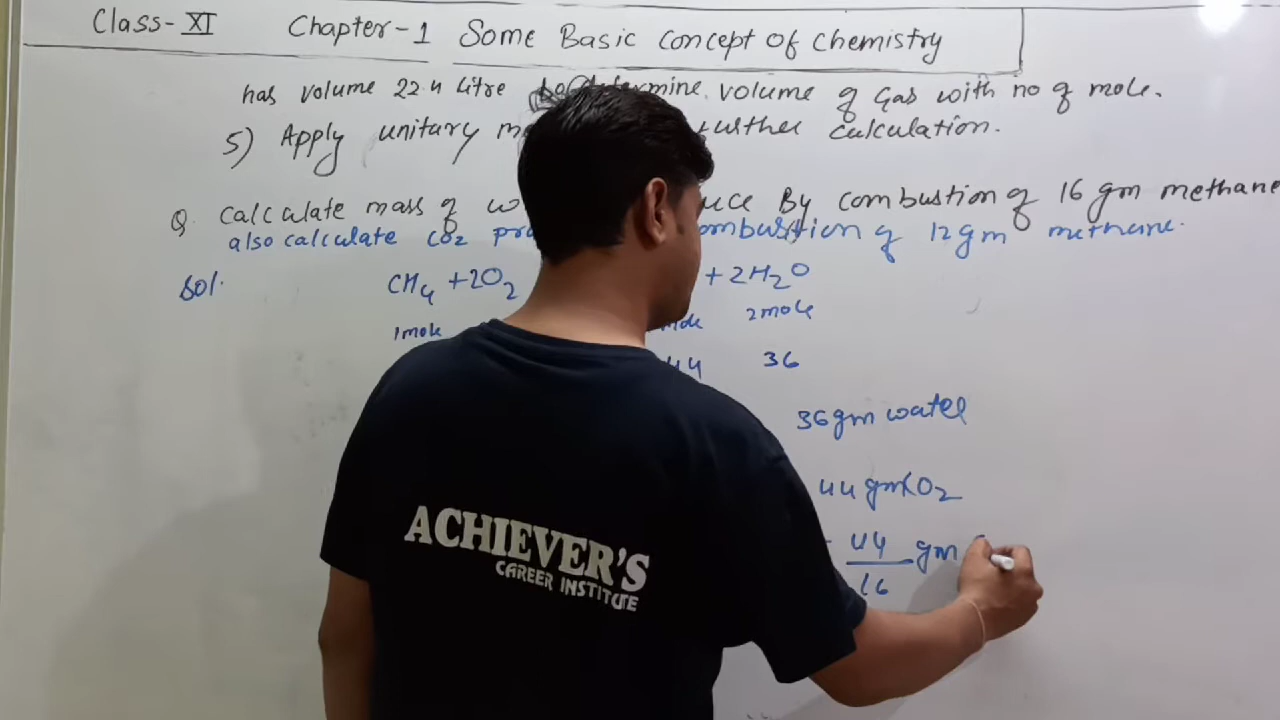 Class-XI Chapter-1 Some Basic Concept of Chemistry
has volume 22.4 Litre determine volume of Gas with no of mole.
5) Apply unitary further calculation.
Q. Calculate mass of By combustion of 16 gm methane
also calculate CO2 combustion of 12gm methane.
Sol. CH4 + 2O2 + 2H2O
1mole 2mole
44 36
36gm water
44 gm CO2
44/16 gm
ACHIEVER'S
CAREER INSTITUTE